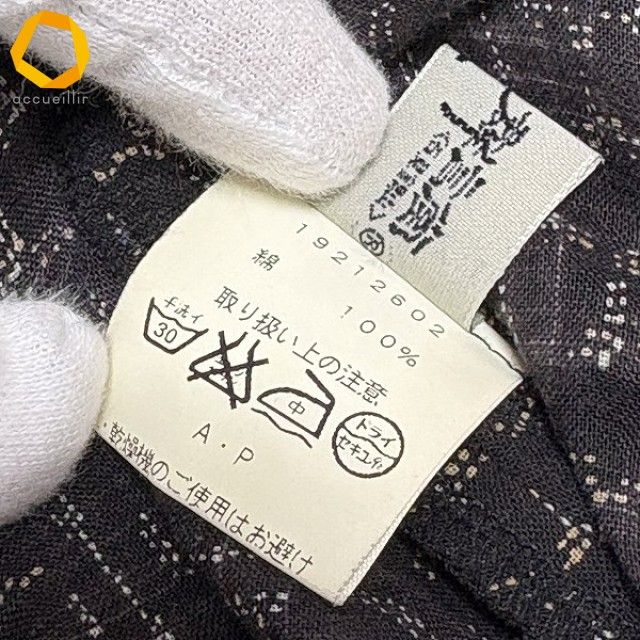 accueillir
19212602
綿 100%
取り扱い上の注意
手洗イ
30
中
ドライ
セキユ系
A・P
・乾燥機のご使用はお避け